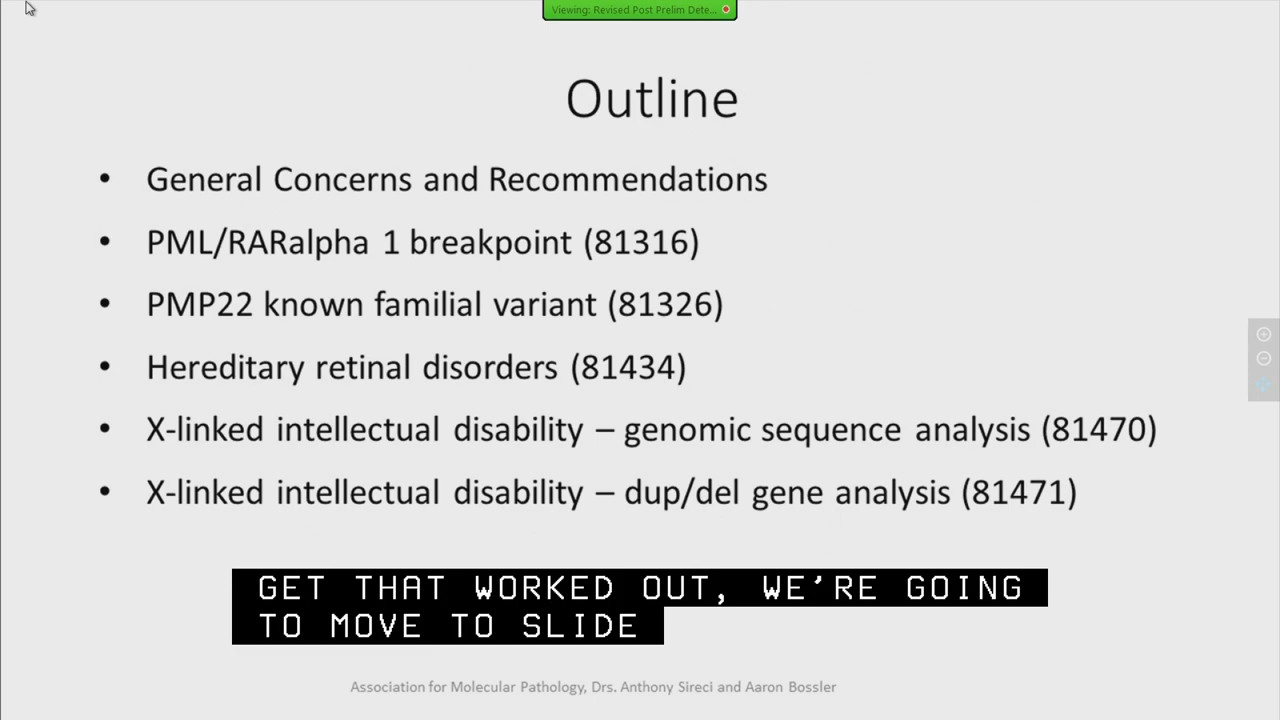 Viewing: Revised Post Prelim Dete...
Outline
• General Concerns and Recommendations
• PML/RARalpha 1 breakpoint (81316)
• PMP22 known familial variant (81326)
• Hereditary retinal disorders (81434)
• X-linked intellectual disability – genomic sequence analysis (81470)
• X-linked intellectual disability – dup/del gene analysis (81471)
GET THAT WORKED OUT, WE'RE GOING
TO MOVE TO SLIDE
Association for Molecular Pathology, Drs. Anthony Sireci and Aaron Bossler